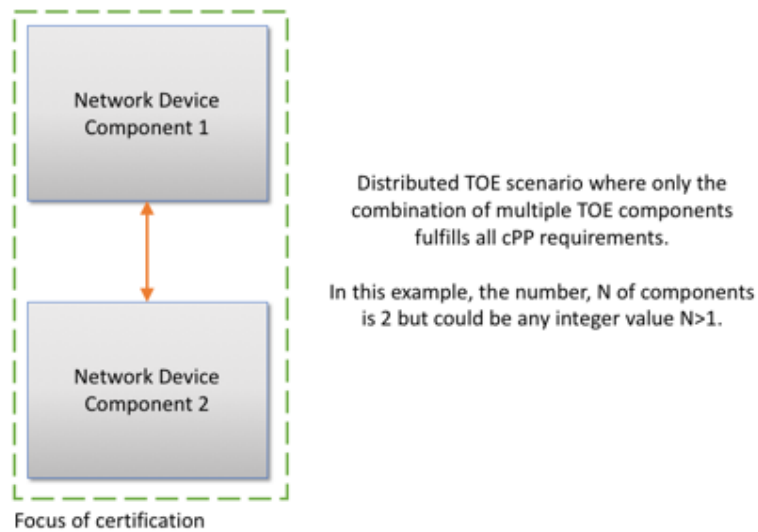 Network Device
Component 1
Distributed TOE scenario where only the
combination of multiple TOE components
fulfills all cPP requirements.
In this example, the number, N of components
is 2 but could be any integer value N>1.
Network Device
Component 2
Focus of certification